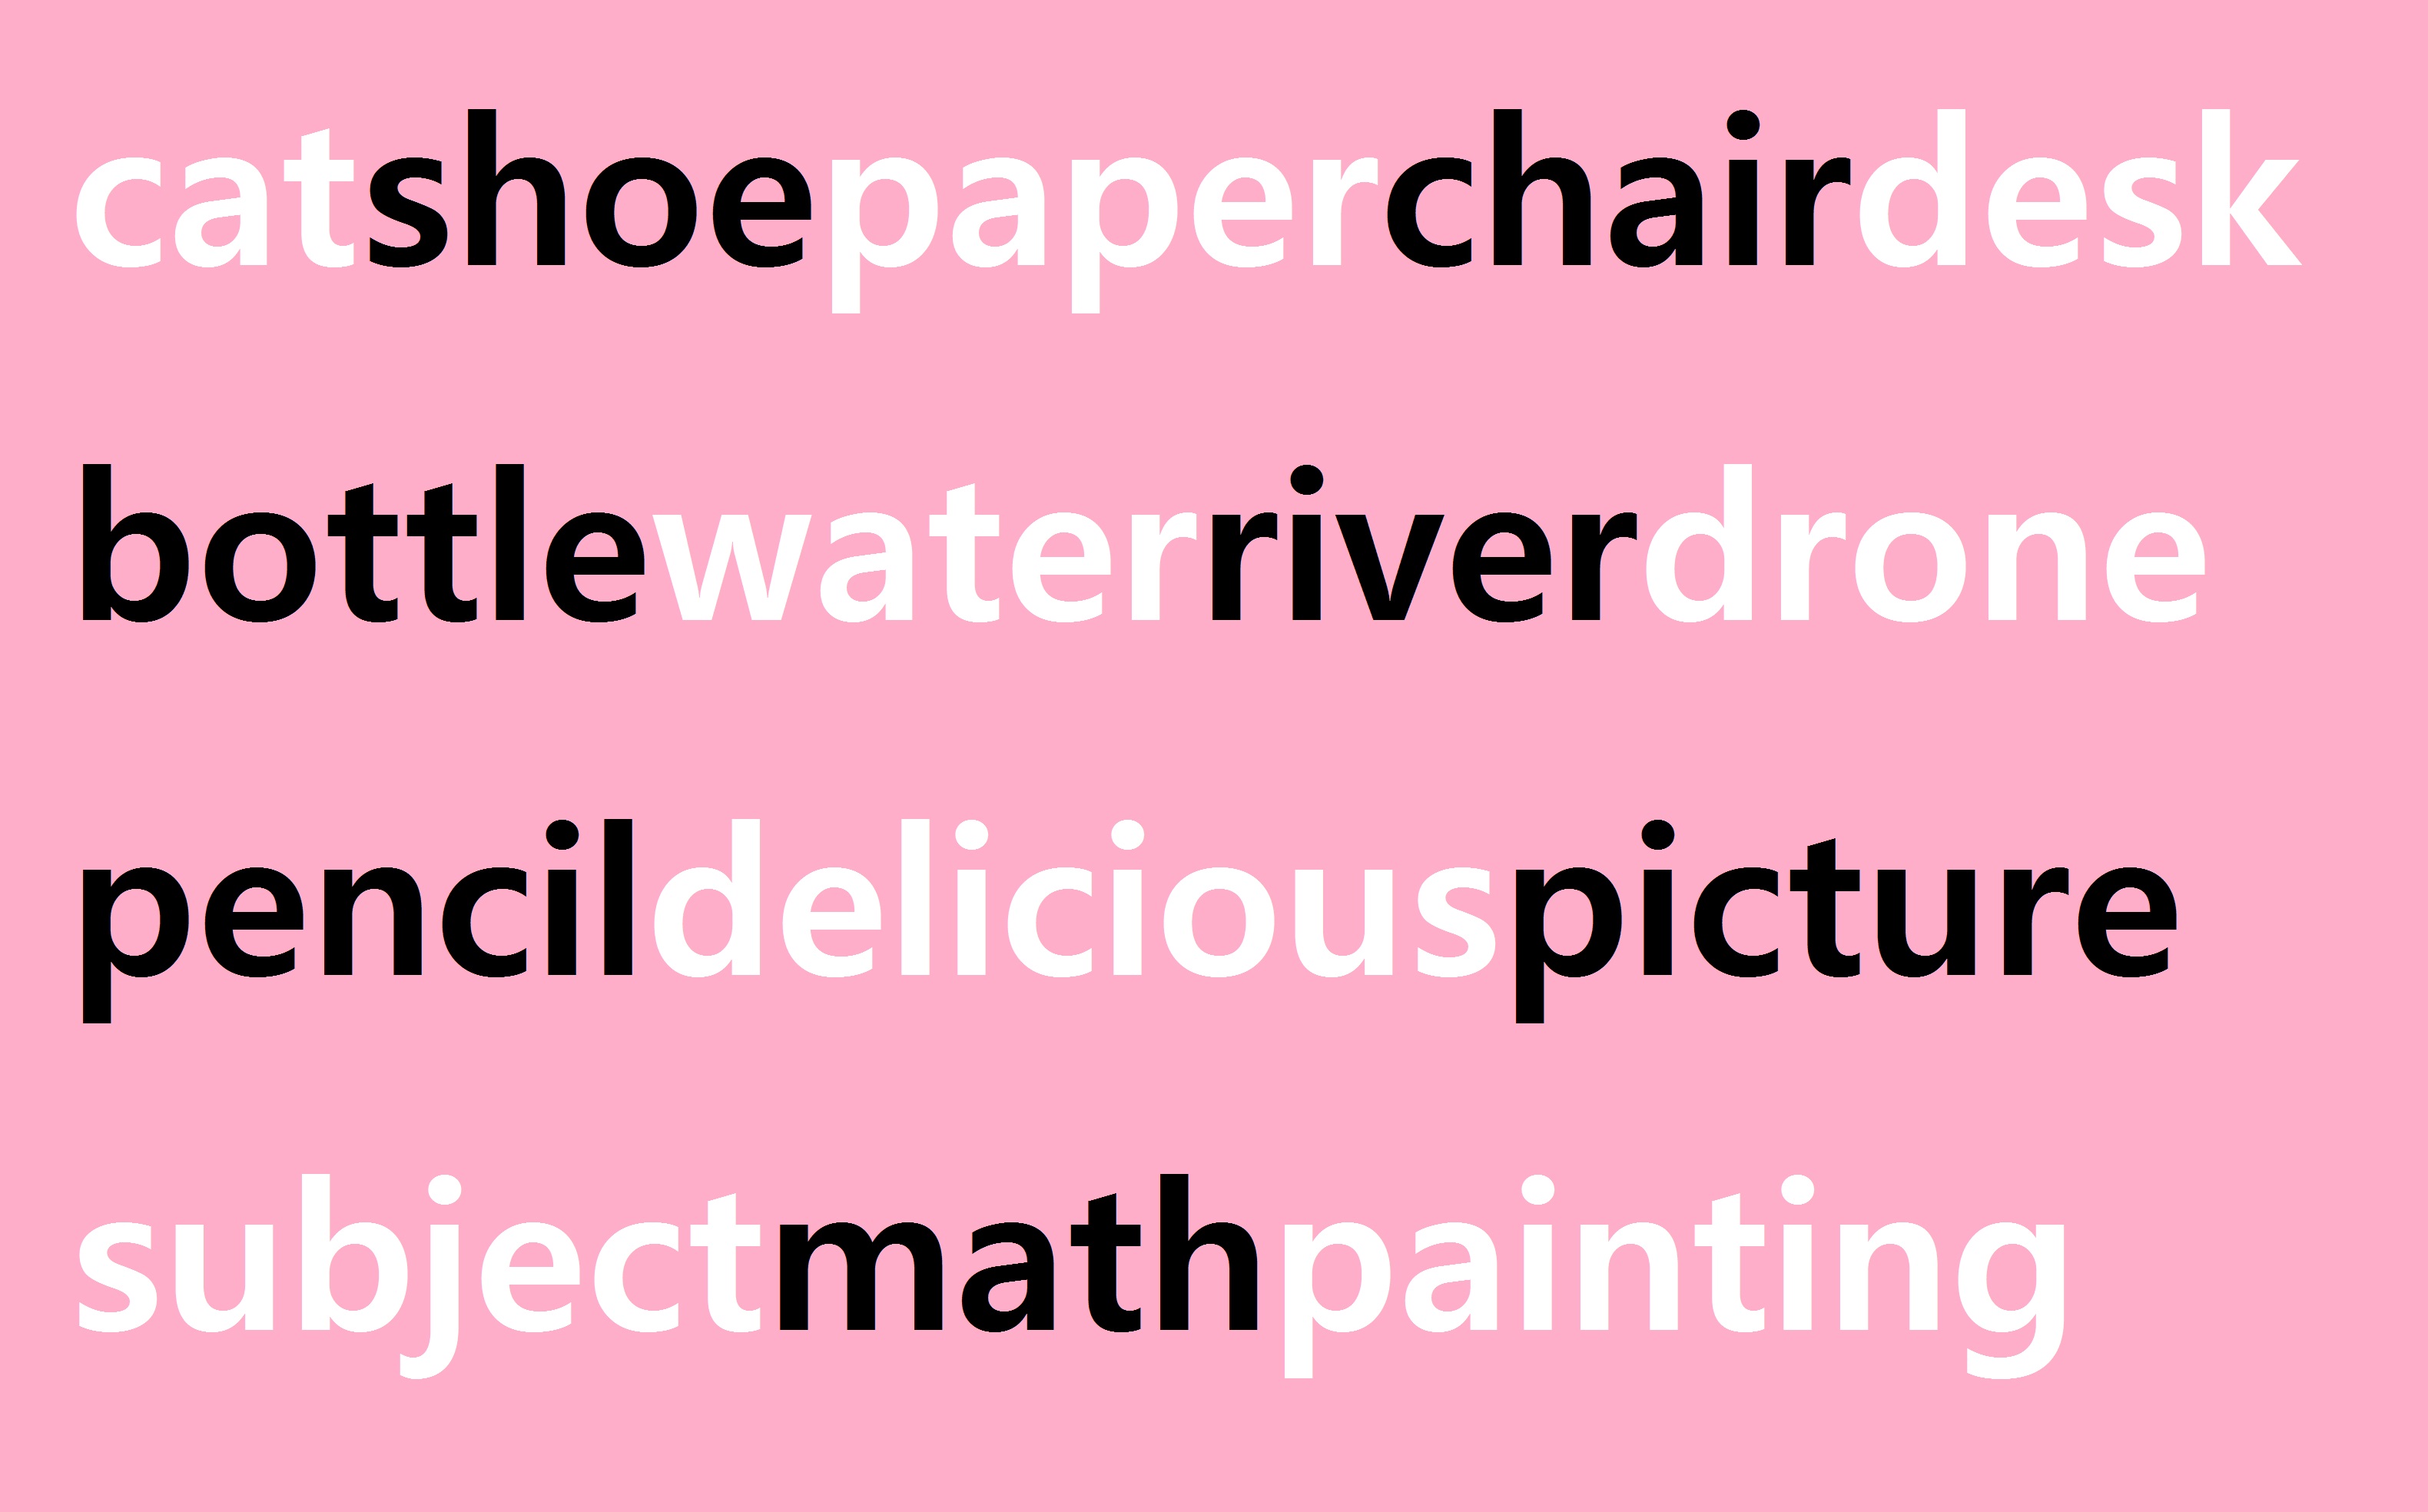 catshoepaperchairdesk
bottlewaterriverdrone
pencildeliciouspicture
subjectmathpainting